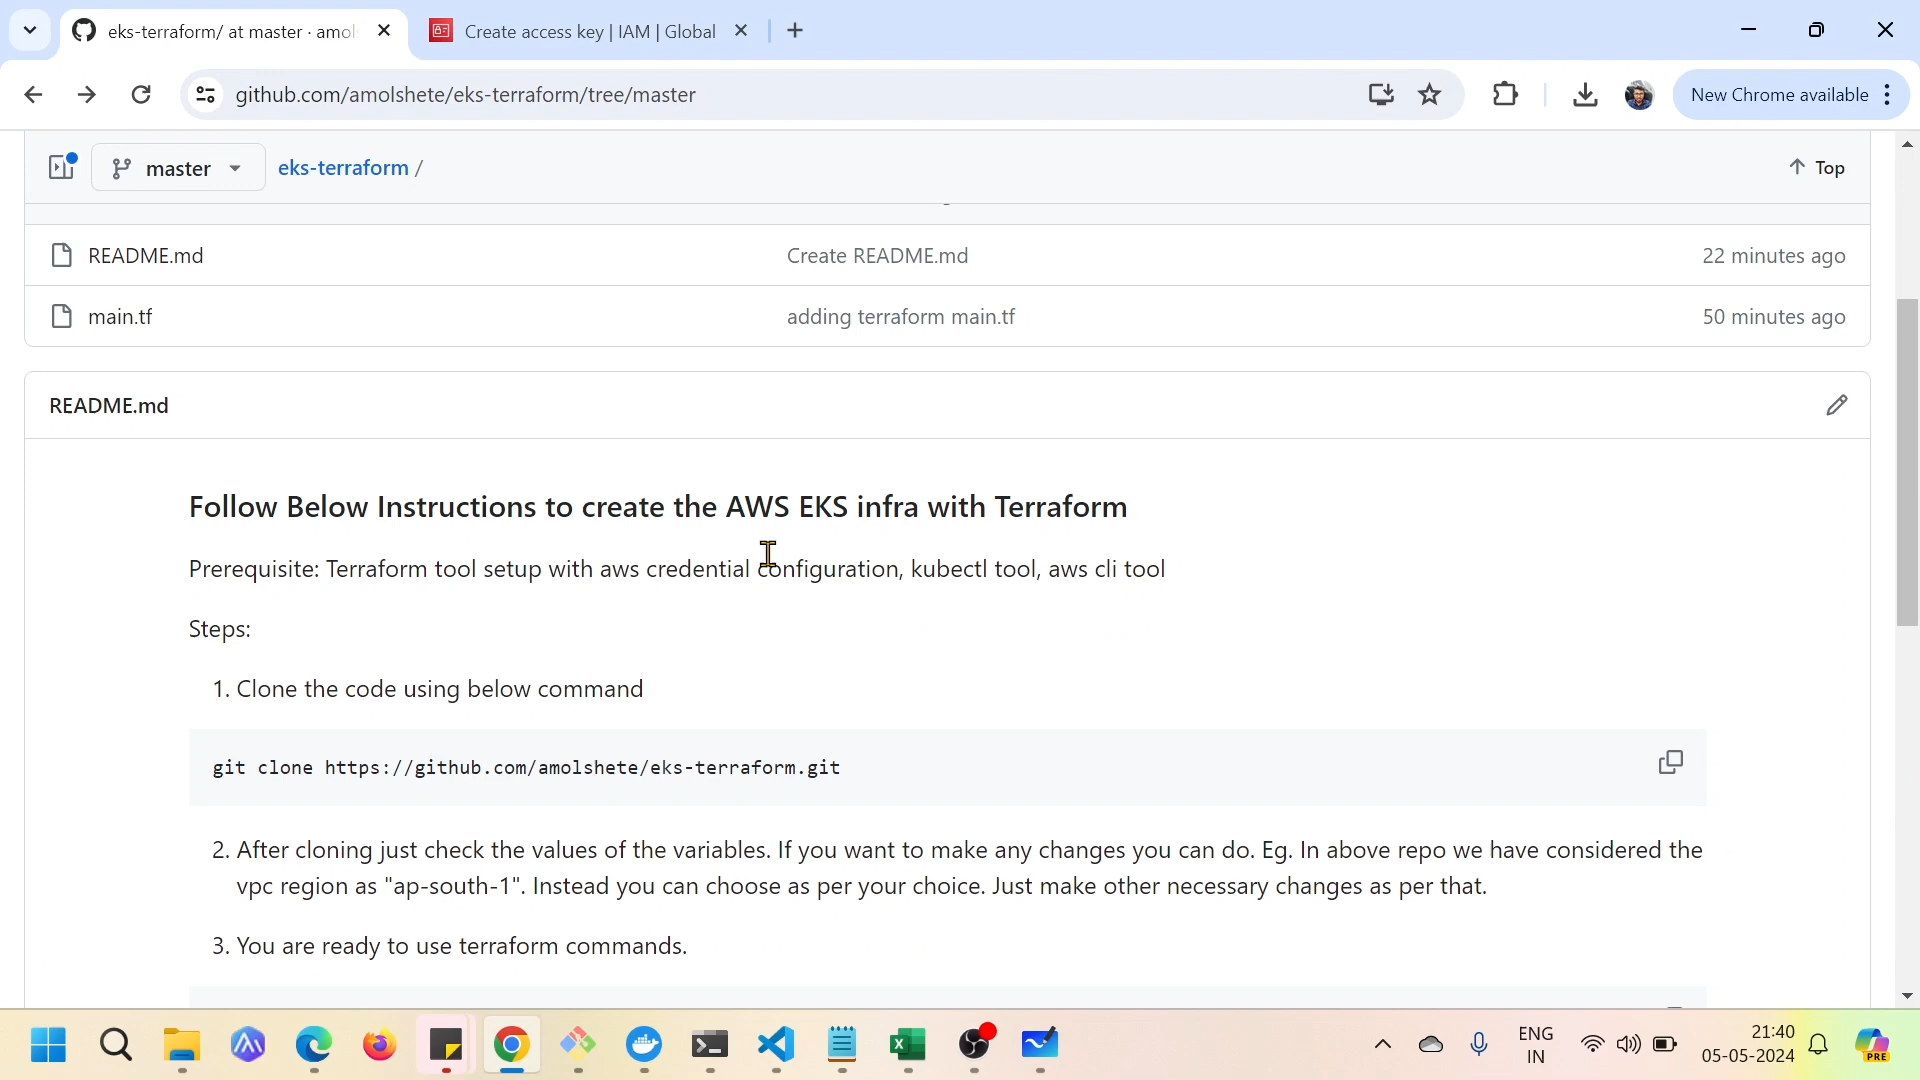 eks-terraform/ at master · amol
Create access key | IAM | Global
github.com/amolshete/eks-terraform/tree/master
New Chrome available
master
eks-terraform /
Top
README.md
Create README.md
22 minutes ago
main.tf
adding terraform main.tf
50 minutes ago
README.md
Follow Below Instructions to create the AWS EKS infra with Terraform
Prerequisite: Terraform tool setup with aws credential configuration, kubectl tool, aws cli tool
Steps:
1. Clone the code using below command
git clone https://github.com/amolshete/eks-terraform.git
2. After cloning just check the values of the variables. If you want to make any changes you can do. Eg. In above repo we have considered the
vpc region as "ap-south-1". Instead you can choose as per your choice. Just make other necessary changes as per that.
3. You are ready to use terraform commands.
ENG
IN
21:40
05-05-2024
PRE